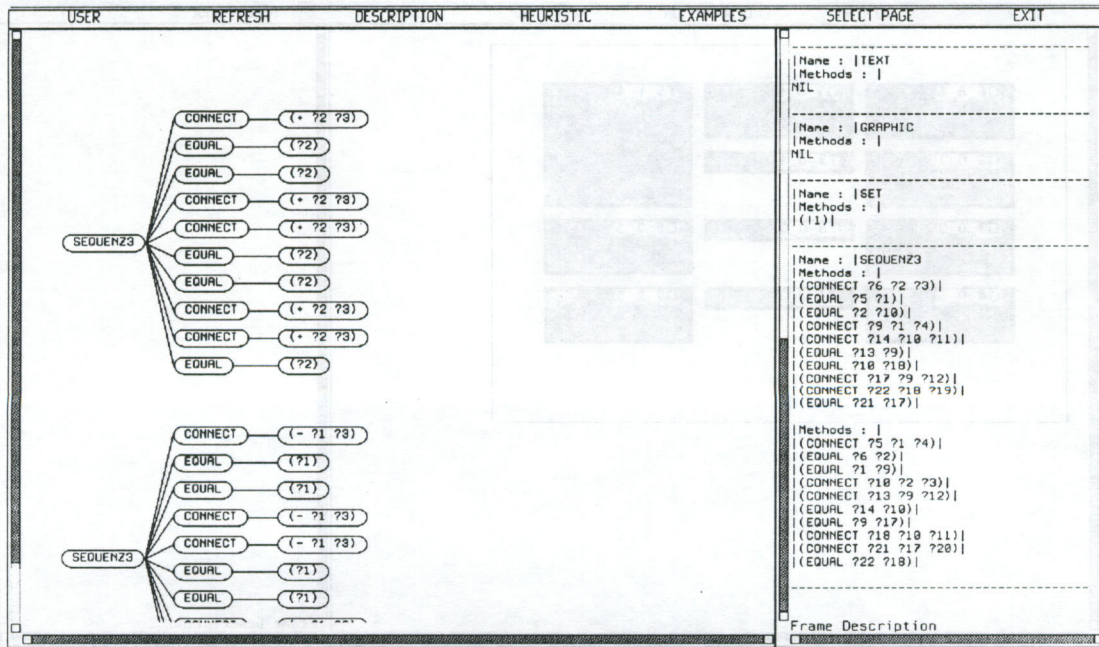 USER REFRESH DESCRIPTION HEURISTIC EXAMPLES SELECT PAGE EXIT
CONNECT (+ ?2 ?3)
EQUAL (?2)
EQUAL (?2)
CONNECT (+ ?2 ?3)
CONNECT (+ ?2 ?3)
SEQUENZ3
EQUAL (?2)
EQUAL (?2)
CONNECT (+ ?2 ?3)
CONNECT (+ ?2 ?3)
EQUAL (?2)
CONNECT (- ?1 ?3)
EQUAL (?1)
EQUAL (?1)
CONNECT (- ?1 ?3)
CONNECT (- ?1 ?3)
SEQUENZ3
EQUAL (?1)
EQUAL (?1)
|Name : |TEXT
|Methods : |
NIL
|Name : |GRAPHIC
|Methods : |
NIL
|Name : |SET
|Methods : |
|(!1)|
|Name : |SEQUENZ3
|Methods : |
|(CONNECT ?6 ?2 ?3)|
|(EQUAL ?5 ?1)|
|(EQUAL ?2 ?10)|
|(CONNECT ?9 ?1 ?4)|
|(CONNECT ?14 ?10 ?11)|
|(EQUAL ?13 ?9)|
|(EQUAL ?10 ?18)|
|(CONNECT ?17 ?9 ?12)|
|(CONNECT ?22 ?18 ?19)|
|(EQUAL ?21 ?17)|
|Methods : |
|(CONNECT ?5 ?1 ?4)|
|(EQUAL ?6 ?2)|
|(EQUAL ?1 ?9)|
|(CONNECT ?10 ?2 ?3)|
|(CONNECT ?13 ?9 ?12)|
|(EQUAL ?14 ?10)|
|(EQUAL ?9 ?17)|
|(CONNECT ?18 ?10 ?11)|
|(CONNECT ?21 ?17 ?20)|
|(EQUAL ?22 ?18)|
Frame Description